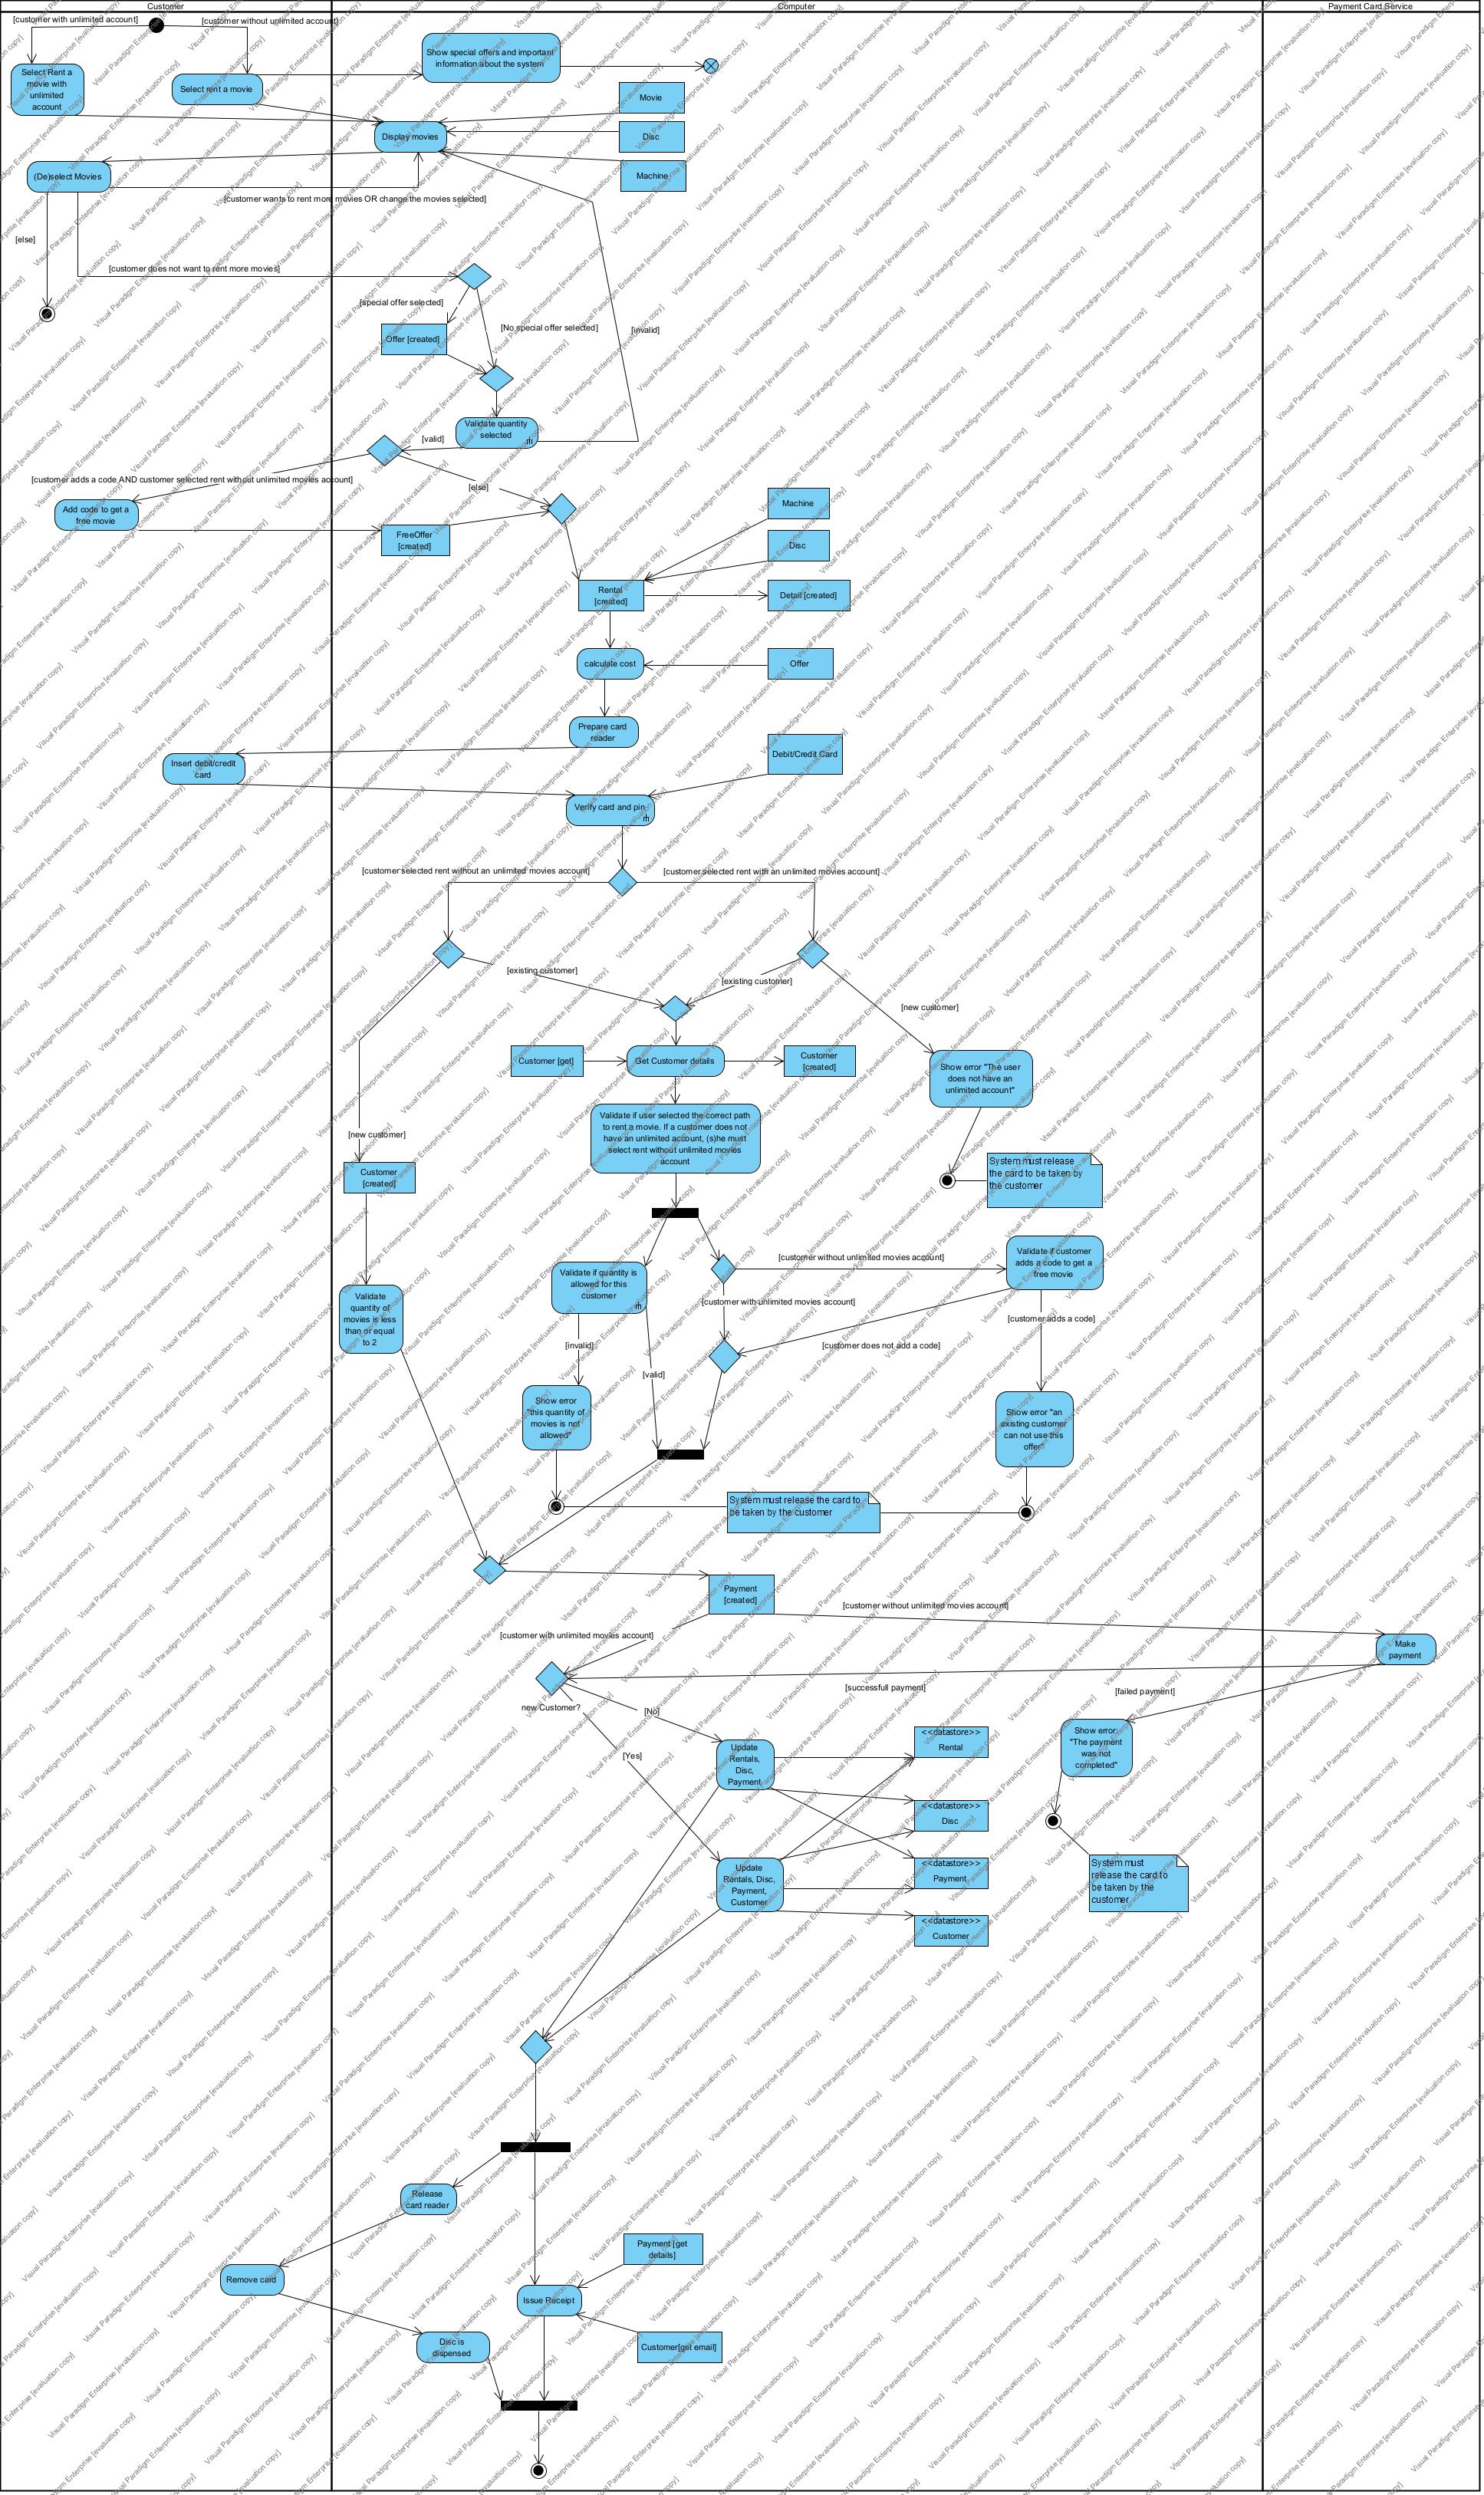 Customer
Computer
Payment Card Service
[customer with unlimited account]
[customer without unlimited account]
Show special offers and important
information about the system
Select Rent a
movie with
unlimited
account
Select rent a movie
Movie
Display movies
Disc
(De)select Movies
Machine
[customer wants to rent more movies OR change the movies selected]
[else]
[customer does not want to rent more movies]
[special offer selected]
[No special offer selected]
[invalid]
Offer [created]
Validate quantity
selected
[valid]
[customer adds a code AND customer selected rent without unlimited movies account]
[else]
Add code to get a
free movie
FreeOffer
[created]
Machine
Disc
Rental
[created]
Detail [created]
calculate cost
Offer
Prepare card
reader
Insert debit/credit
card
Debit/Credit Card
Verify card and pin
[customer selected rent without an unlimited movies account]
[customer selected rent with an unlimited movies account]
[existing customer]
[existing customer]
[new customer]
Customer [get]
Get Customer details
Customer
[created]
Show error "The user
does not have an
unlimited account"
Validate if user selected the correct path
to rent a movie. If a customer does not
have an unlimited account, (s)he must
select rent without unlimited movies
account
[new customer]
Customer
[created]
System must release
the card to be taken by
the customer
Validate if quantity is
allowed for this
customer
[customer without unlimited movies account]
Validate if customer
adds a code to get a
free movie
Validate
quantity of
movies is less
than or equal
to 2
[customer with unlimited movies account]
[customer adds a code]
[invalid]
[customer does not add a code]
[valid]
Show error
"this quantity of
movies is not
allowed"
Show error "an
existing customer
can not use this
offer"
System must release the card to
be taken by the customer
Payment
[created]
[customer without unlimited movies account]
[customer with unlimited movies account]
Make
payment
[successfull payment]
[failed payment]
new Customer?
[No]
[Yes]
Update
Rentals,
Disc,
Payment
<<datastore>>
Rental
Show error:
"The payment
was not
completed"
<<datastore>>
Disc
Update
Rentals, Disc,
Payment,
Customer
<<datastore>>
Payment
System must
release the card to
be taken by the
customer
<<datastore>>
Customer
Release
card reader
Payment [get
details]
Remove card
Issue Receipt
Disc is
dispensed
Customer[get email]
Visual Paradigm Enterprise [evaluation copy]